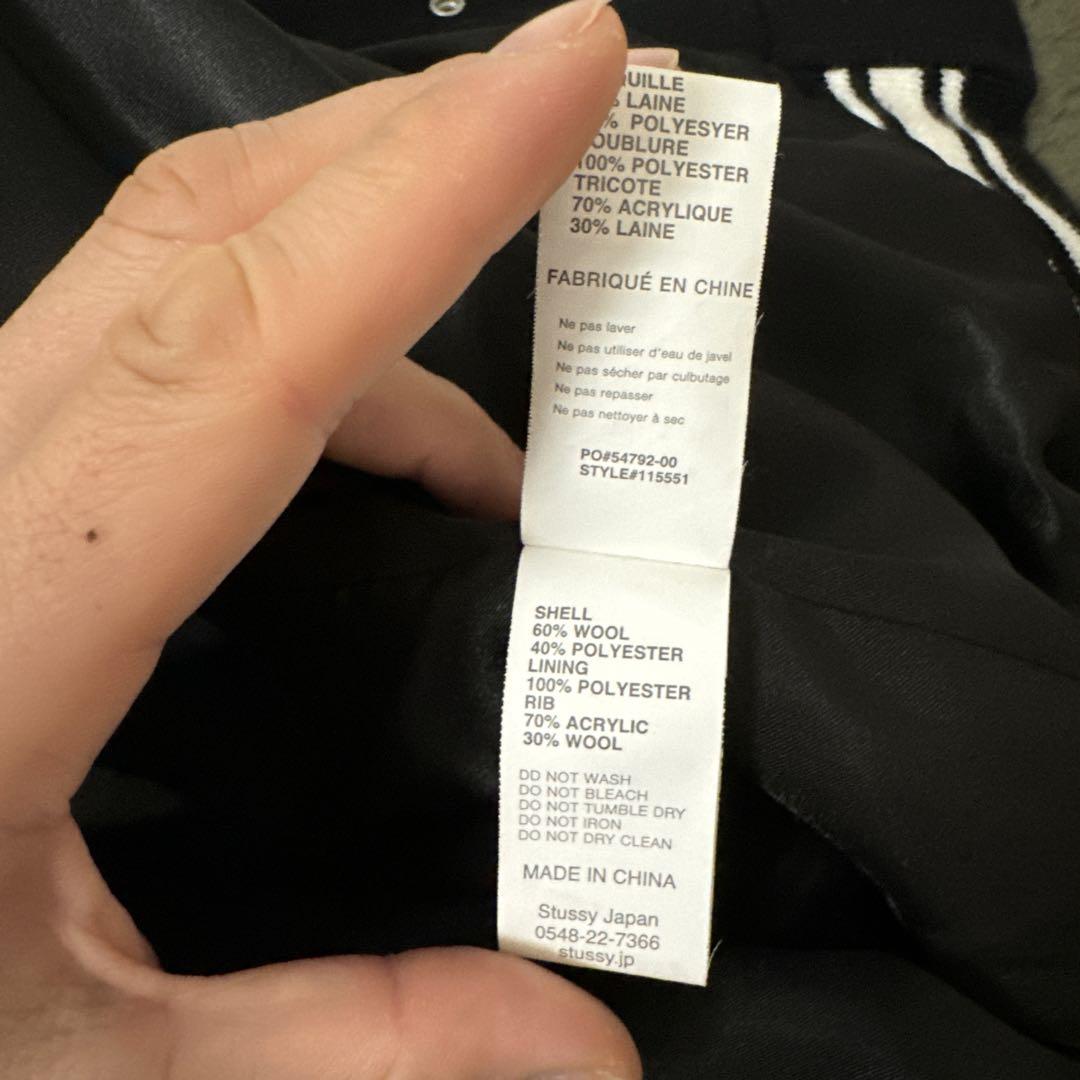 LAINE
% POLYESYER
OUBLURE
100% POLYESTER
TRICOTE
70% ACRYLIQUE
30% LAINE
FABRIQUÉ EN CHINE
Ne pas laver
Ne pas utiliser d'eau de javel
Ne pas sécher par culbutage
Ne pas repasser
Ne pas nettoyer à sec
PO#54792-00
STYLE#115551
SHELL
60% WOOL
40% POLYESTER
LINING
100% POLYESTER
RIB
70% ACRYLIC
30% WOOL
DD NOT WASH
DO NOT BLEACH
DO NOT TUMBLE DRY
DO NOT IRON
DO NOT DRY CLEAN
MADE IN CHINA
Stussy Japan
0548-22-7366
stussy.jp